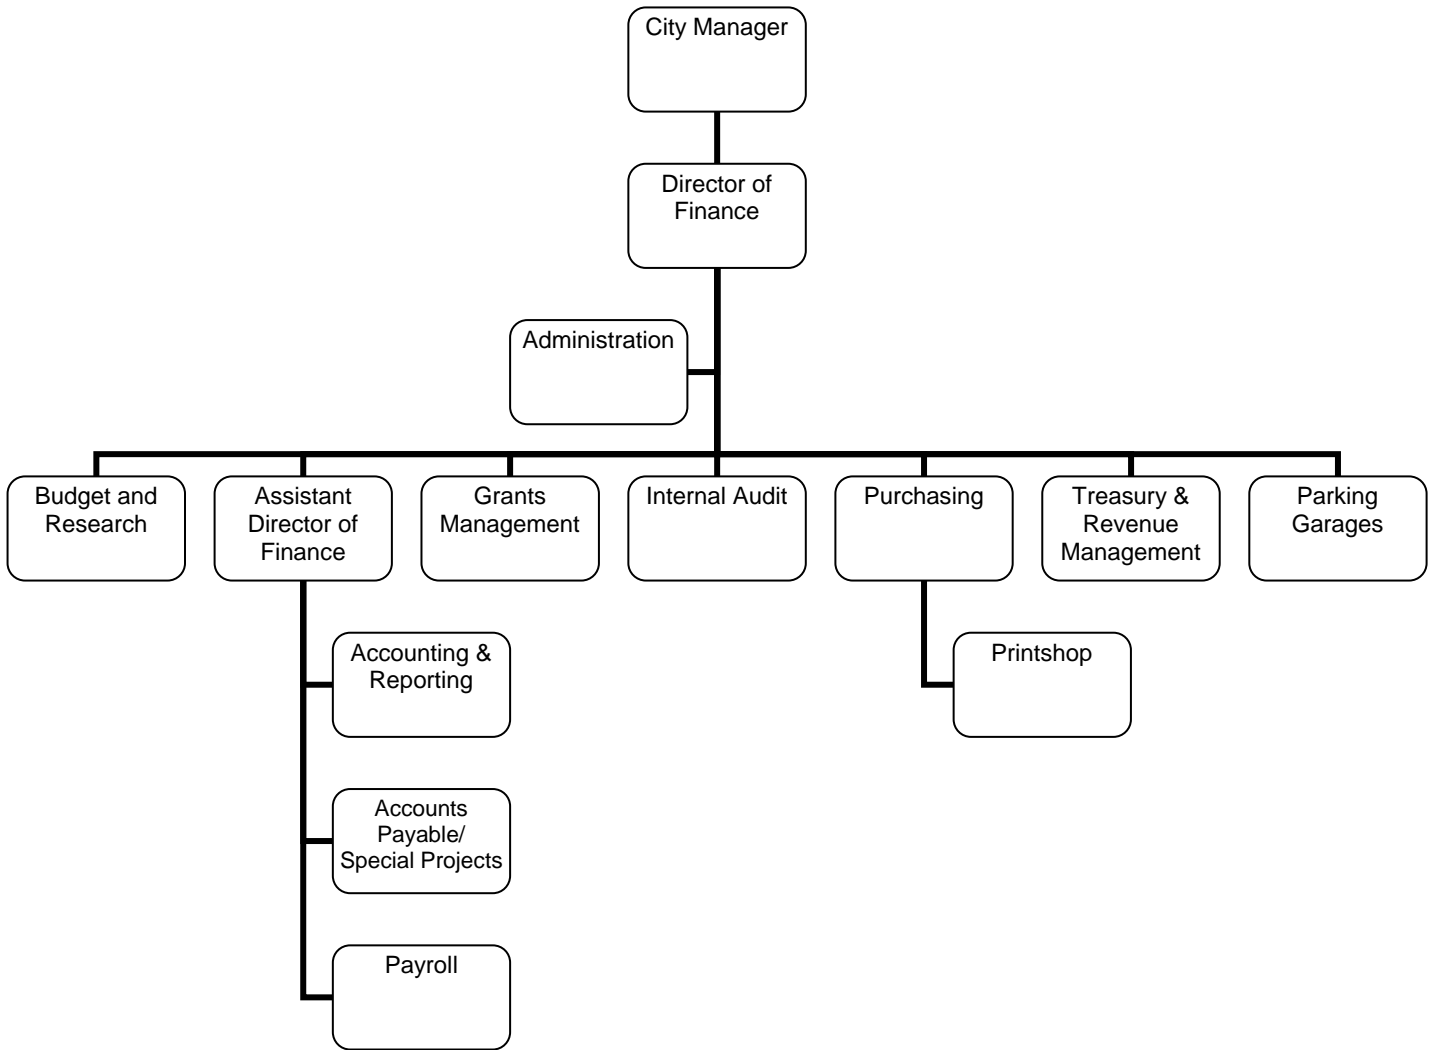 City Manager
Director of
Finance
Administration
Budget and
Research
Assistant
Director of
Finance
Grants
Management
Internal Audit
Purchasing
Treasury &
Revenue
Management
Parking
Garages
Accounting &
Reporting
Printshop
Accounts
Payable/
Special Projects
Payroll